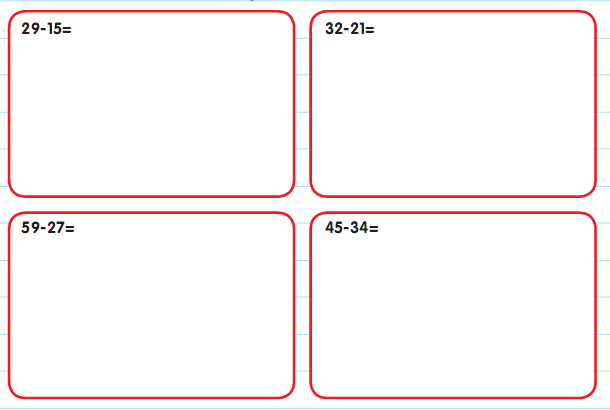 29-15=
32-21=
59-27=
45-34=